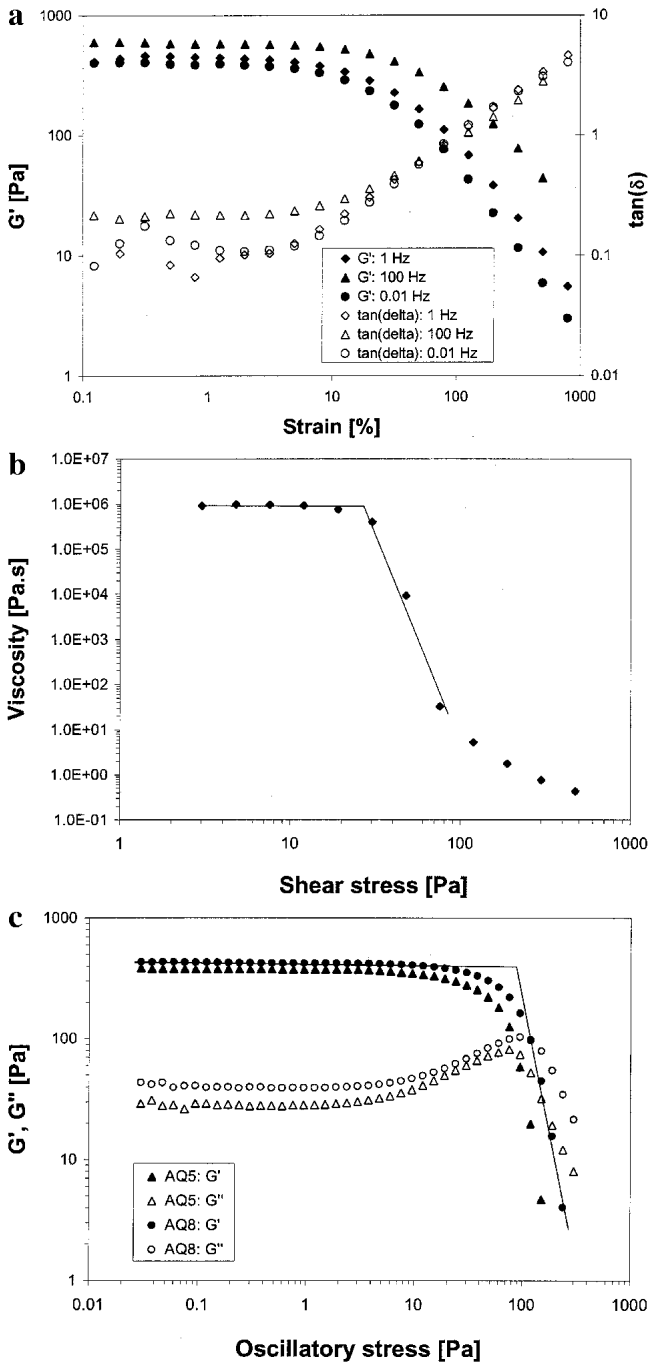 a
1000
10
100
1
G' [Pa]
tan(δ)
10
0.1
◆ G': 1 Hz
▲ G': 100 Hz
● G': 0.01 Hz
◇ tan(delta): 1 Hz
△ tan(delta): 100 Hz
○ tan(delta): 0.01 Hz
1
0.01
0.1
1
10
100
1000
Strain [%]
b
1.0E+07
1.0E+06
1.0E+05
1.0E+04
Viscosity [Pa.s]
1.0E+03
1.0E+02
1.0E+01
1.0E+00
1.0E-01
1
10
100
1000
Shear stress [Pa]
c
1000
100
G', G" [Pa]
10
▲ AQ5: G'
△ AQ5: G"
● AQ8: G'
○ AQ8: G"
1
0.01
0.1
1
10
100
1000
Oscillatory stress [Pa]